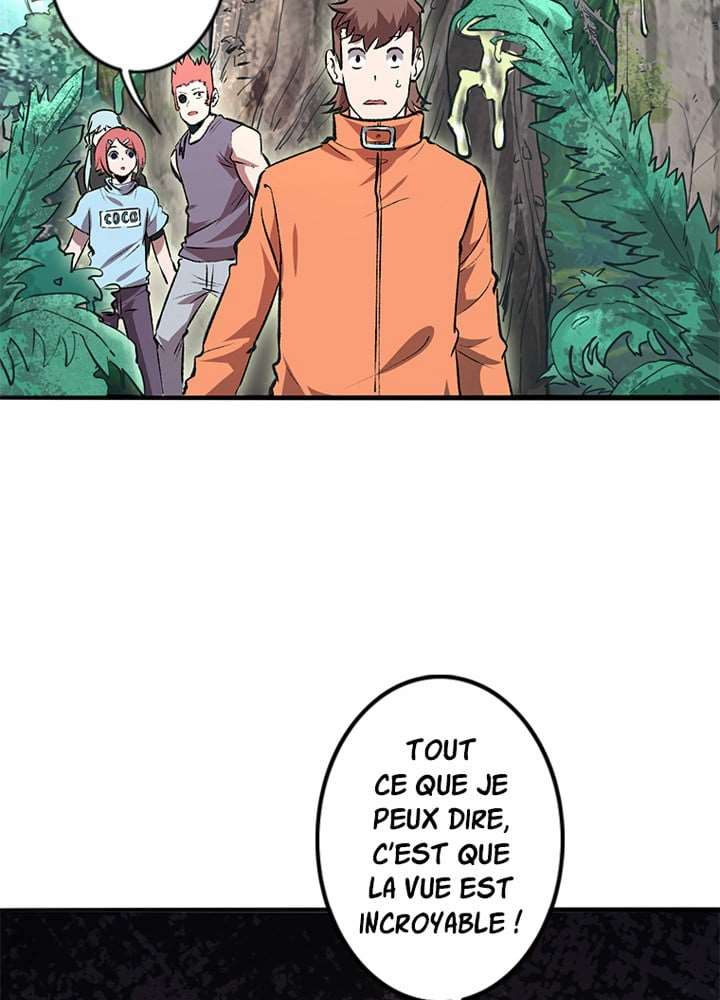 COCO
TOUT
CE QUE JE
PEUX DIRE,
C'EST QUE
LA VUE EST
INCROYABLE !